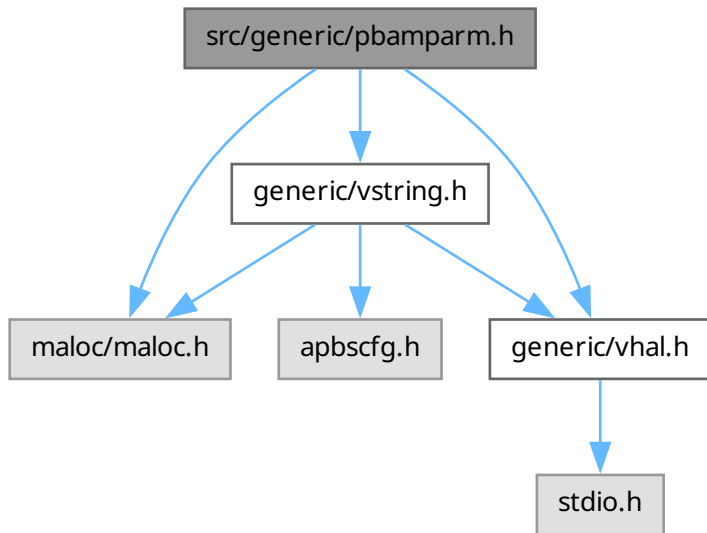 src/generic/pbamparm.h
generic/vstring.h
maloc/maloc.h
apbscfg.h
generic/vhal.h
stdio.h